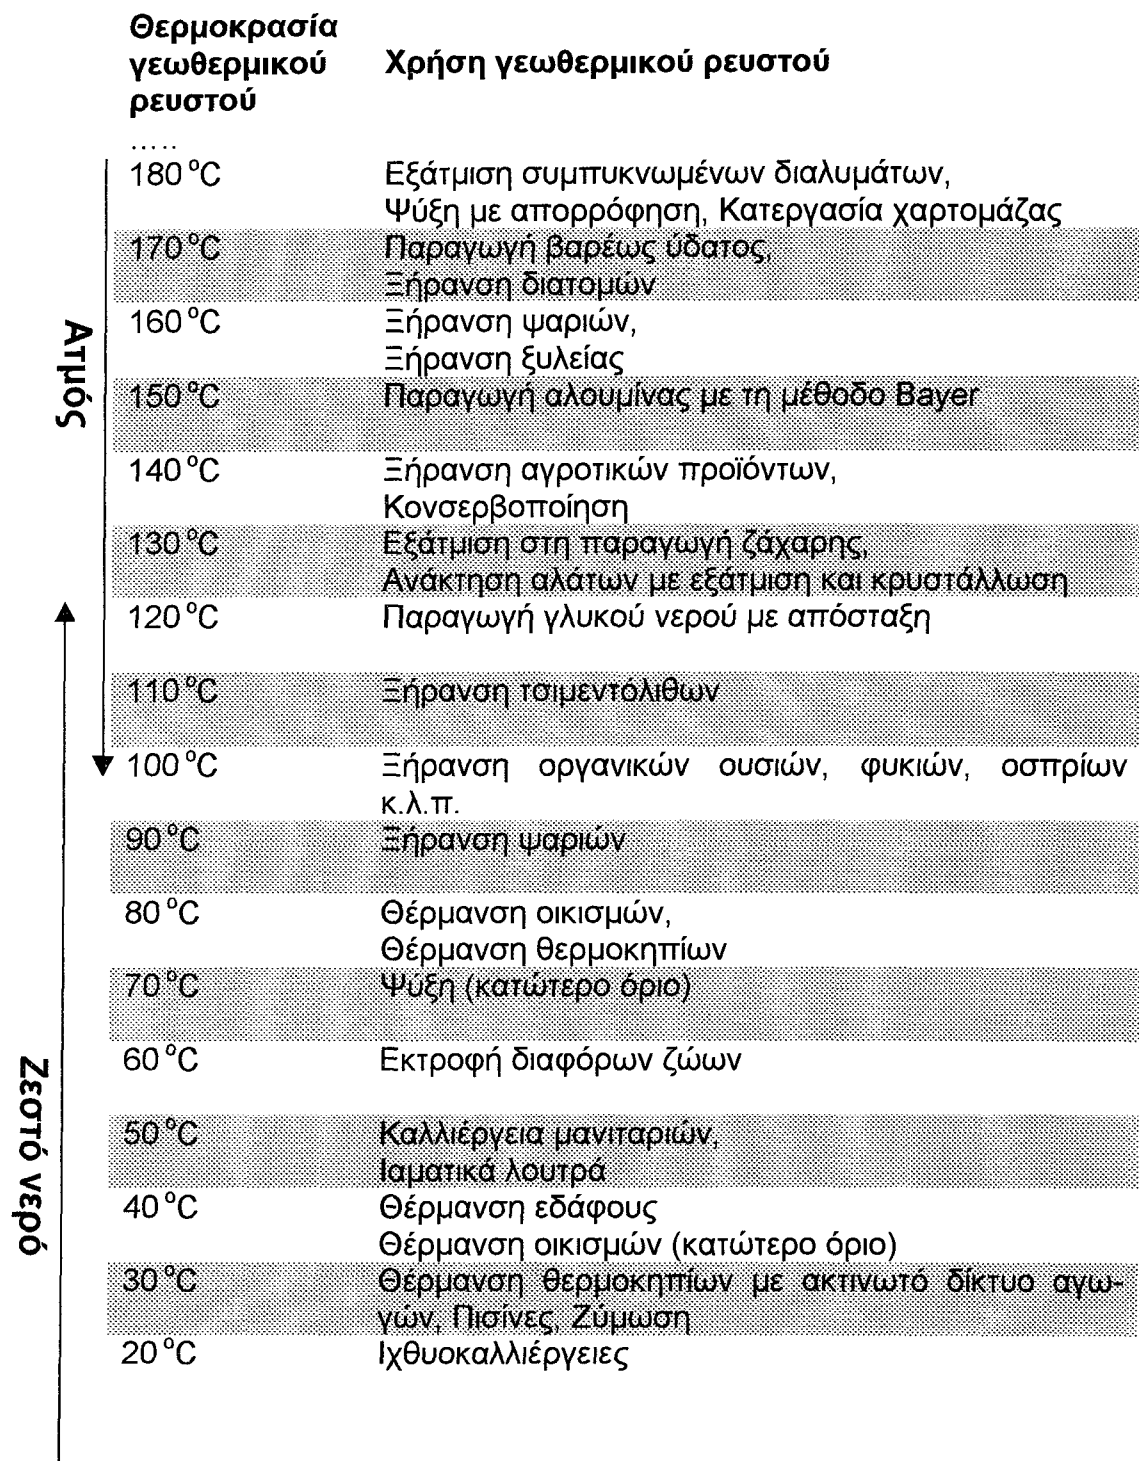 Θερμοκρασία
γεωθερμικού
ρευστού
Χρήση γεωθερμικού ρευστού
.....
180 °C Εξάτμιση συμπυκνωμένων διαλυμάτων,
Ψύξη με απορρόφηση, Κατεργασία χαρτομάζας
170 °C Παραγωγή βαρέως ύδατος,
Ξήρανση διατομών
160 °C Ξήρανση ψαριών,
Ξήρανση ξυλείας
150 °C Παραγωγή αλουμίνας με τη μέθοδο Bayer
140 °C Ξήρανση αγροτικών προϊόντων,
Κονσερβοποίηση
130 °C Εξάτμιση στη παραγωγή ζάχαρης,
Ανάκτηση αλάτων με εξάτμιση και κρυστάλλωση
120 °C Παραγωγή γλυκού νερού με απόσταξη
110 °C Ξήρανση τσιμεντόλιθων
100 °C Ξήρανση οργανικών ουσιών, φυκιών, οσπρίων
κ.λ.π.
90 °C Ξήρανση ψαριών
80 °C Θέρμανση οικισμών,
Θέρμανση θερμοκηπίων
70 °C Ψύξη (κατώτερο όριο)
60 °C Εκτροφή διαφόρων ζώων
50 °C Καλλιέργεια μανιταριών,
Ιαματικά λουτρά
40 °C Θέρμανση εδάφους
Θέρμανση οικισμών (κατώτερο όριο)
30 °C Θέρμανση θερμοκηπίων με ακτινωτό δίκτυο αγω-
γών, Πισίνες, Ζύμωση
20 °C Ιχθυοκαλλιέργειες
Ατμός
Ζεστό νερό